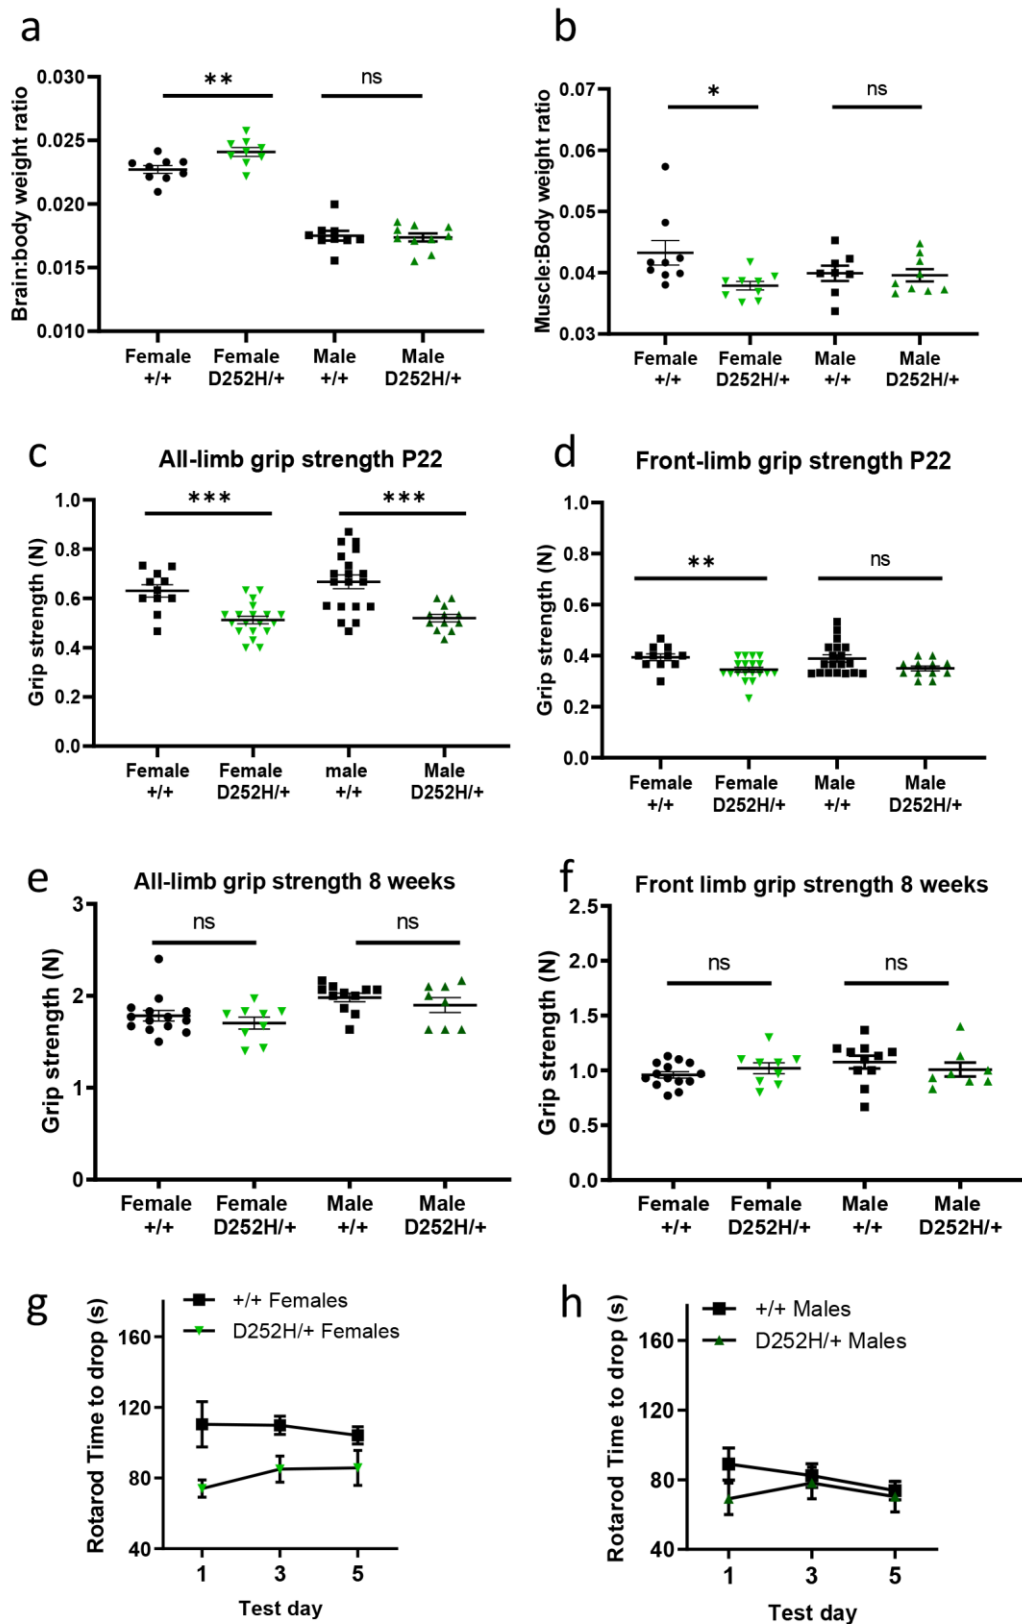 a
Brain:body weight ratio
0.030
0.025
0.020
0.015
0.010
**
ns
Female Female Male Male
+/+ D252H/+ +/+ D252H/+
b
Muscle:Body weight ratio
0.07
0.06
0.05
0.04
0.03
*
ns
Female Female Male Male
+/+ D252H/+ +/+ D252H/+
c
All-limb grip strength P22
Grip strength (N)
1.0
0.8
0.6
0.4
0.2
0.0
***
***
Female Female male Male
+/+ D252H/+ +/+ D252H/+
d
Front-limb grip strength P22
Grip strength (N)
1.0
0.8
0.6
0.4
0.2
0.0
**
ns
Female Female Male Male
+/+ D252H/+ +/+ D252H/+
e
All-limb grip strength 8 weeks
Grip strength (N)
3
2
1
0
ns
ns
Female Female Male Male
+/+ D252H/+ +/+ D252H/+
f
Front limb grip strength 8 weeks
Grip strength (N)
2.5
2.0
1.5
1.0
0.5
0.0
ns
ns
Female Female Male Male
+/+ D252H/+ +/+ D252H/+
g
+/+ Females
D252H/+ Females
Rotarod Time to drop (s)
160
120
80
40
1 3 5
Test day
h
+/+ Males
D252H/+ Males
Rotarod Time to drop (s)
160
120
80
40
1 3 5
Test day